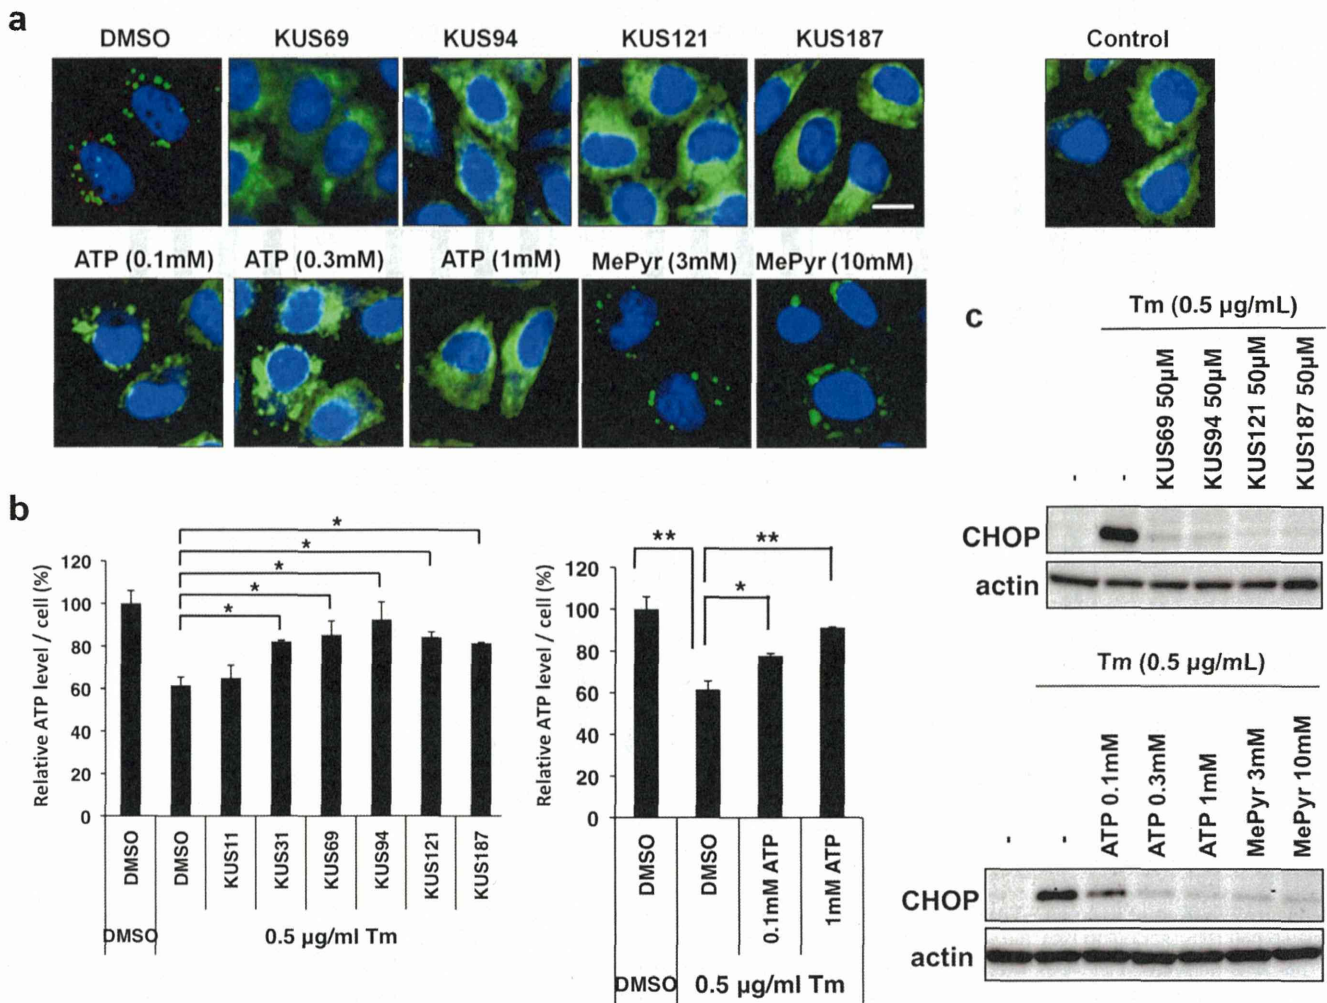 a
DMSO KUS69 KUS94 KUS121 KUS187 Control
ATP (0.1mM) ATP (0.3mM) ATP (1mM) MePyr (3mM) MePyr (10mM)
b
Relative ATP level / cell (%)
120
100
80
60
40
20
0
* * * * *
DMSO DMSO KUS11 KUS31 KUS69 KUS94 KUS121 KUS187
DMSO 0.5 µg/ml Tm
Relative ATP level / cell (%)
120
100
80
60
40
20
0
** * **
DMSO DMSO 0.1mM ATP 1mM ATP
DMSO 0.5 µg/ml Tm
c
Tm (0.5 µg/mL)
- - KUS69 50µM KUS94 50µM KUS121 50µM KUS187 50µM
CHOP
actin
Tm (0.5 µg/mL)
- - ATP 0.1mM ATP 0.3mM ATP 1mM MePyr 3mM MePyr 10mM
CHOP
actin